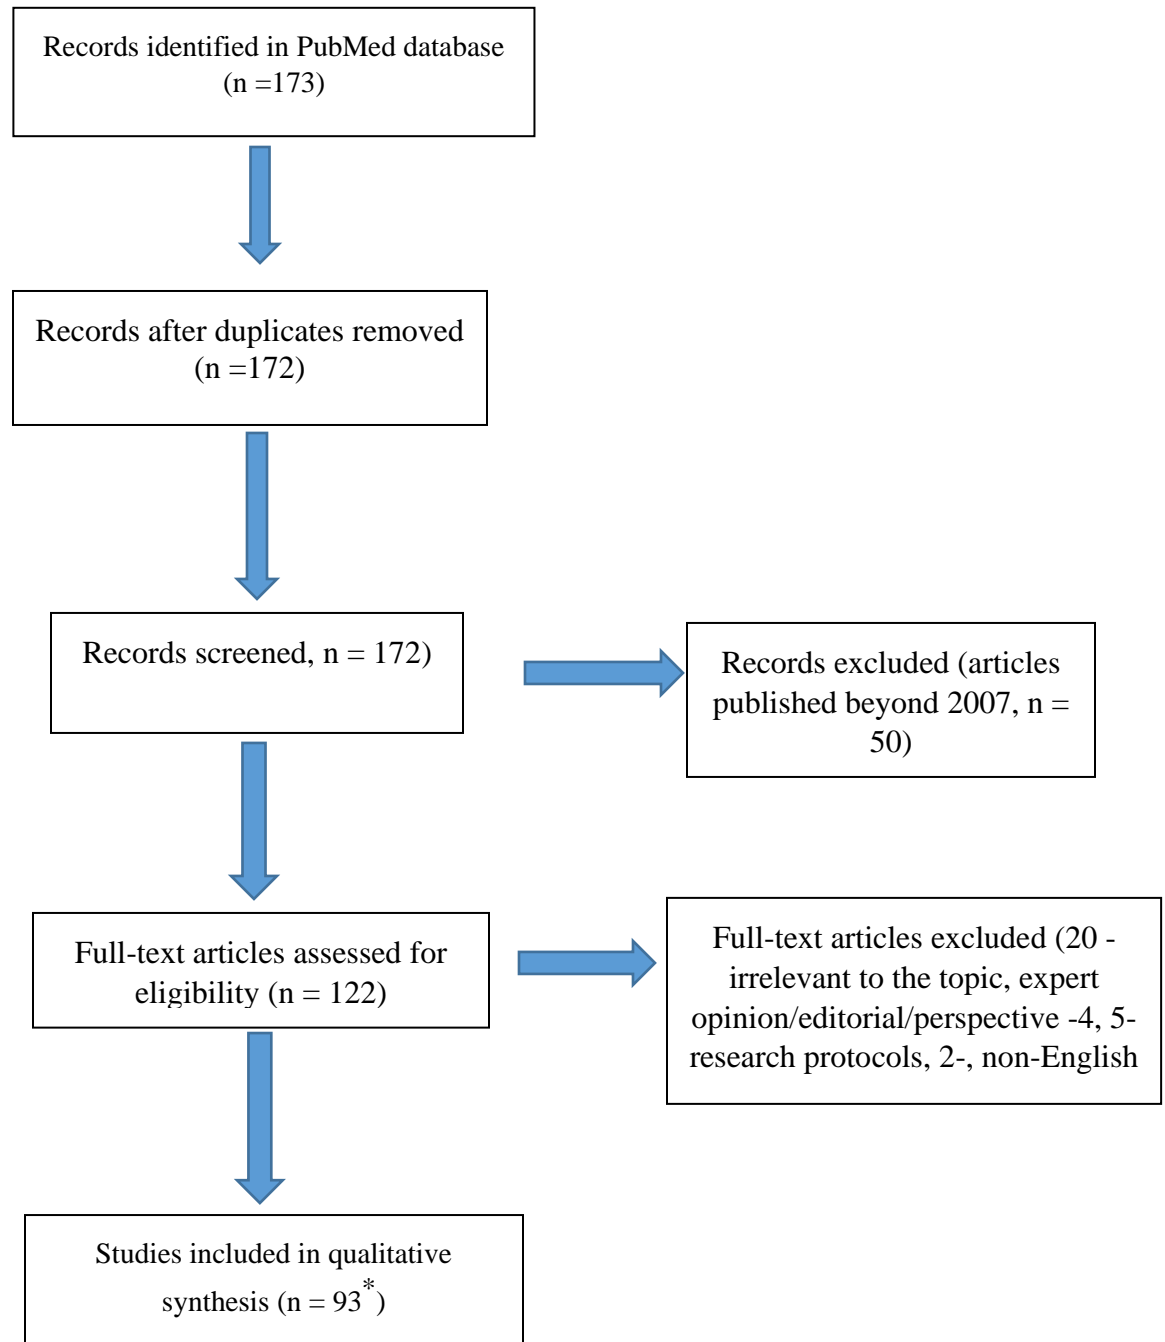 Records identified in PubMed database
(n =173)
Records after duplicates removed
(n =172)
Records screened, n = 172)
Records excluded (articles
published beyond 2007, n =
50)
Full-text articles assessed for
eligibility (n = 122)
Full-text articles excluded (20 -
irrelevant to the topic, expert
opinion/editorial/perspective -4, 5-
research protocols, 2-, non-English
Studies included in qualitative
synthesis (n = 93*)